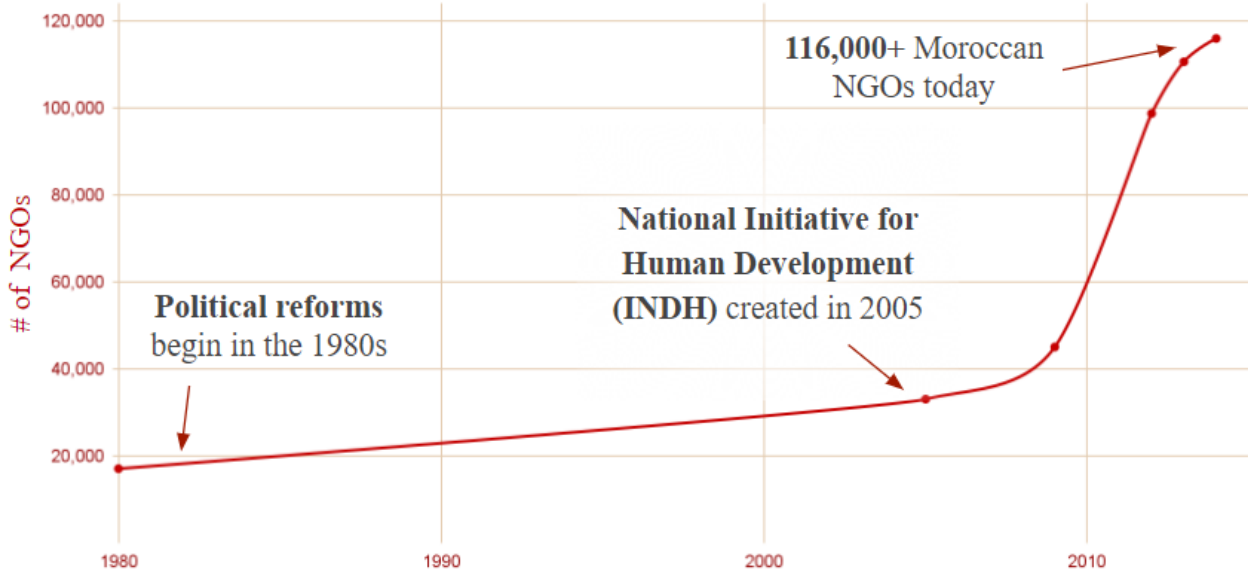 120,000
100,000
80,000
60,000
40,000
20,000
# of NGOs
116,000+ Moroccan
NGOs today
National Initiative for
Human Development
(INDH) created in 2005
Political reforms
begin in the 1980s
1980
1990
2000
2010